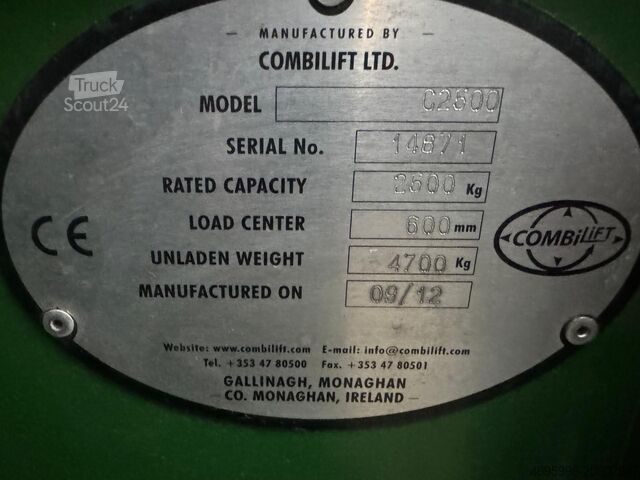 MANUFACTURED BY
COMBILIFT LTD.
Truck
Scout24
MODEL C2500
SERIAL No. 14671
RATED CAPACITY 2500 Kg
LOAD CENTER 600 mm
UNLADEN WEIGHT 4700 Kg
MANUFACTURED ON 09/12
CE
COMBiLIFT
Website: www.combilift.com E-mail: info@combilift.com
Tel. +353 47 80500 Fax. +353 47 80501
GALLINAGH, MONAGHAN
CO. MONAGHAN, IRELAND